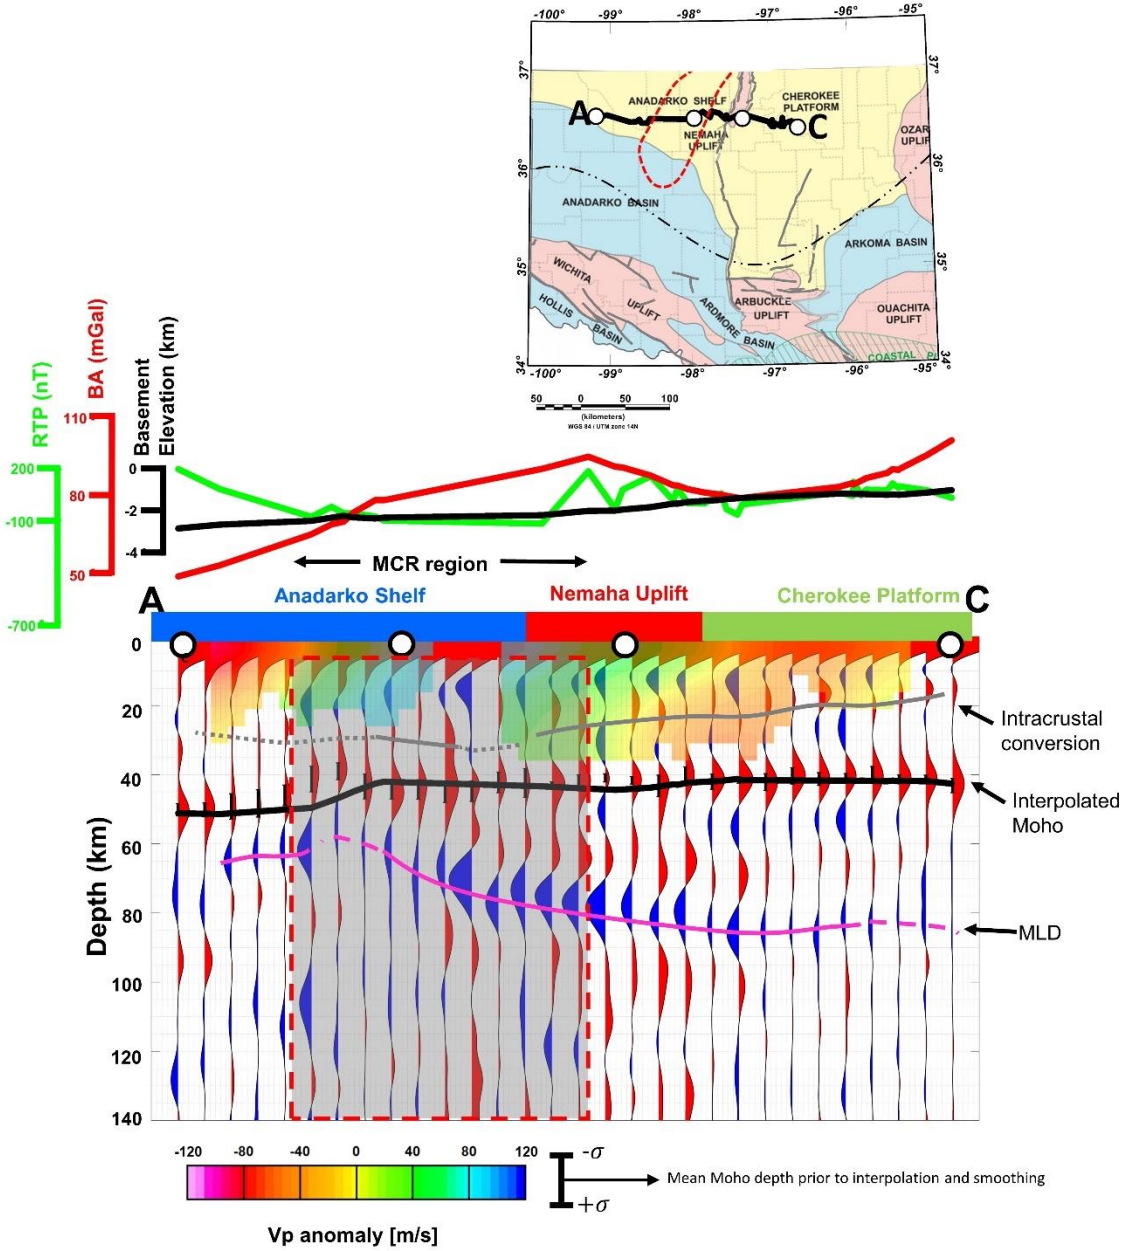 -100° -99° -98° -97° -96° -95°
37° 37°
ANADARKO SHELF
CHEROKEE
PLATFORM
A
C
NEMAHA
UPLIFT
OZAR
UPLIF
36° 36°
ANADARKO BASIN
ARKOMA BASIN
35° 35°
WICHITA
UPLIFT
HOLLIS
BASIN
ARDMORE
BASIN
ARBUCKLE
UPLIFT
OUACHITA
UPLIFT
COASTAL
34° 34°
-100° -99° -98° -97° -96° -95°
50 0 50 100
(kilometers)
WGS 84 / UTM zone 14N
RTP (nT)
BA (mGal)
Basement
Elevation (km)
110
200 80 0
-100 -2
50 -4
-700
MCR region
A
C
Anadarko Shelf Nemaha Uplift Cherokee Platform
Depth (km)
0
20
40
60
80
100
120
140
Intracrustal
conversion
Interpolated
Moho
MLD
-120 -80 -40 0 40 80 120
Vp anomaly [m/s]
-σ
+σ
Mean Moho depth prior to interpolation and smoothing